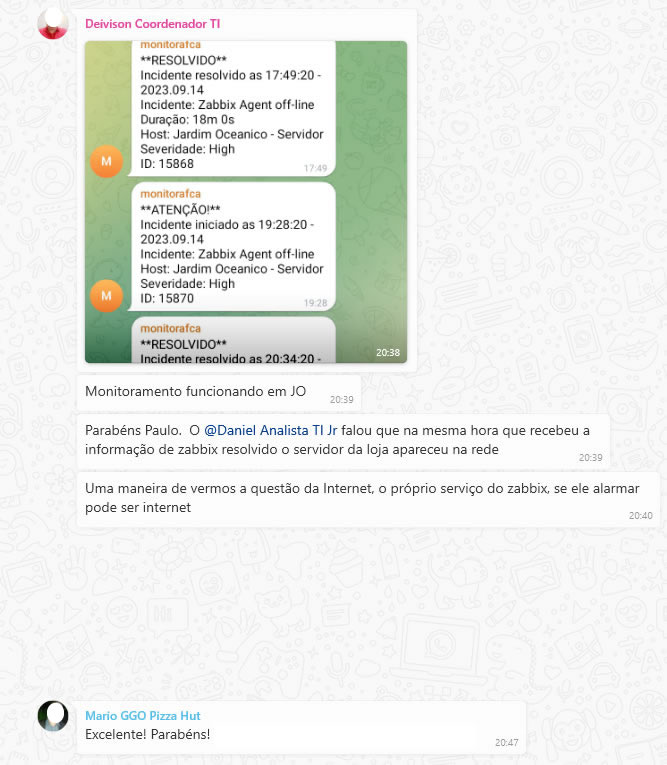 Deivison Coordenador TI
monitorafca
**RESOLVIDO**
Incidente resolvido as 17:49:20 -
2023.09.14
Incidente: Zabbix Agent off-line
Duração: 18m 0s
Host: Jardim Oceanico - Servidor
Severidade: High
ID: 15868
17:49
M
monitorafca
**ATENÇÃO!**
Incidente iniciado as 19:28:20 -
2023.09.14
Incidente: Zabbix Agent off-line
Host: Jardim Oceanico - Servidor
Severidade: High
ID: 15870
19:28
M
monitorafca
**RESOLVIDO**
Incidente resolvido as 20:34:20 -
20:38
Monitoramento funcionando em JO
20:39
Parabéns Paulo.  O @Daniel Analista TI Jr falou que na mesma hora que recebeu a
informação de zabbix resolvido o servidor da loja apareceu na rede
20:39
Uma maneira de vermos a questão da Internet, o próprio serviço do zabbix, se ele alarmar
pode ser internet
20:40
Mario GGO Pizza Hut
Excelente! Parabéns!
20:47